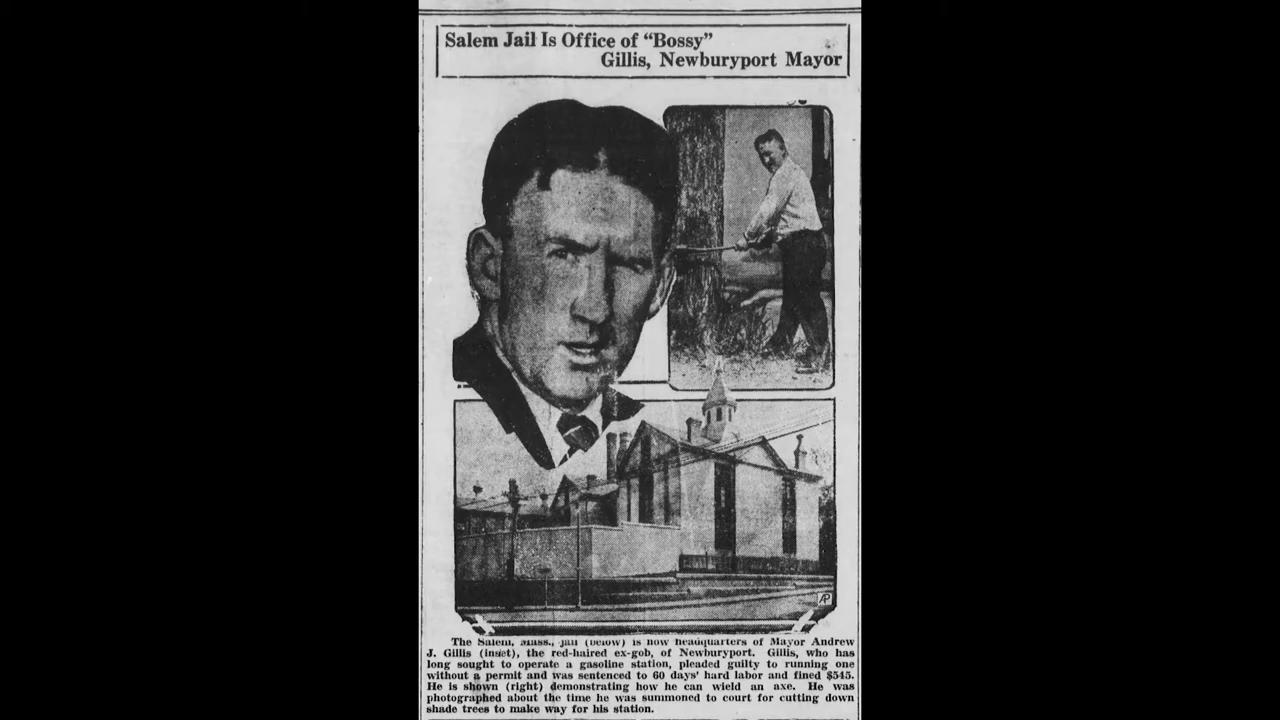 Salem Jail Is Office of "Bossy"
Gillis, Newburyport Mayor
AP
The Salem, Mass., jail (below) is now headquarters of Mayor Andrew
J. Gillis (inset), the red-haired ex-gob, of Newburyport. Gillis, who has
long sought to operate a gasoline station, pleaded guilty to running one
without a permit and was sentenced to 60 days' hard labor and fined $545.
He is shown (right) demonstrating how he can wield an axe. He was
photographed about the time he was summoned to court for cutting down
shade trees to make way for his station.